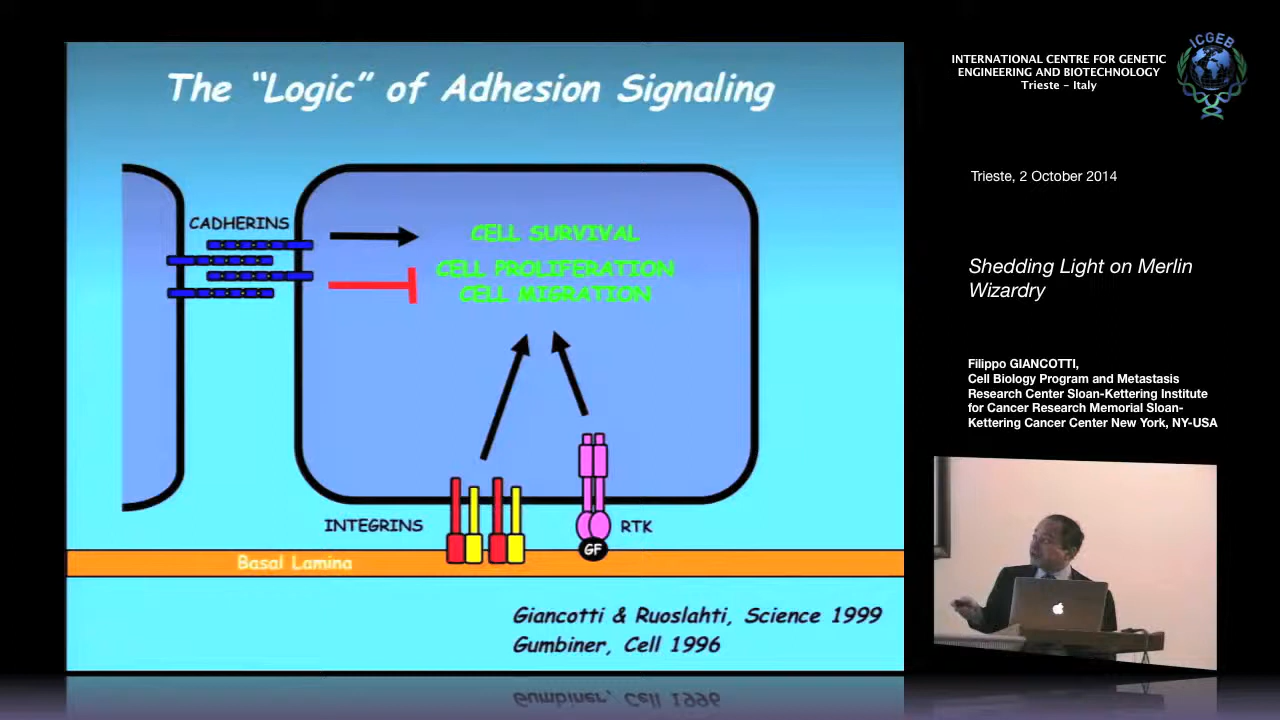 The “Logic” of Adhesion Signaling
CADHERINS
CELL SURVIVAL
CELL PROLIFERATION
CELL MIGRATION
INTEGRINS
RTK
GF
Basal Lamina
Giancotti & Ruoslahti, Science 1999
Gumbiner, Cell 1996
INTERNATIONAL CENTRE FOR GENETIC
ENGINEERING AND BIOTECHNOLOGY
Trieste - Italy
ICGEB
Trieste, 2 October 2014
Shedding Light on Merlin
Wizardry
Filippo GIANCOTTI,
Cell Biology Program and Metastasis
Research Center Sloan-Kettering Institute
for Cancer Research Memorial Sloan-
Kettering Cancer Center New York, NY-USA